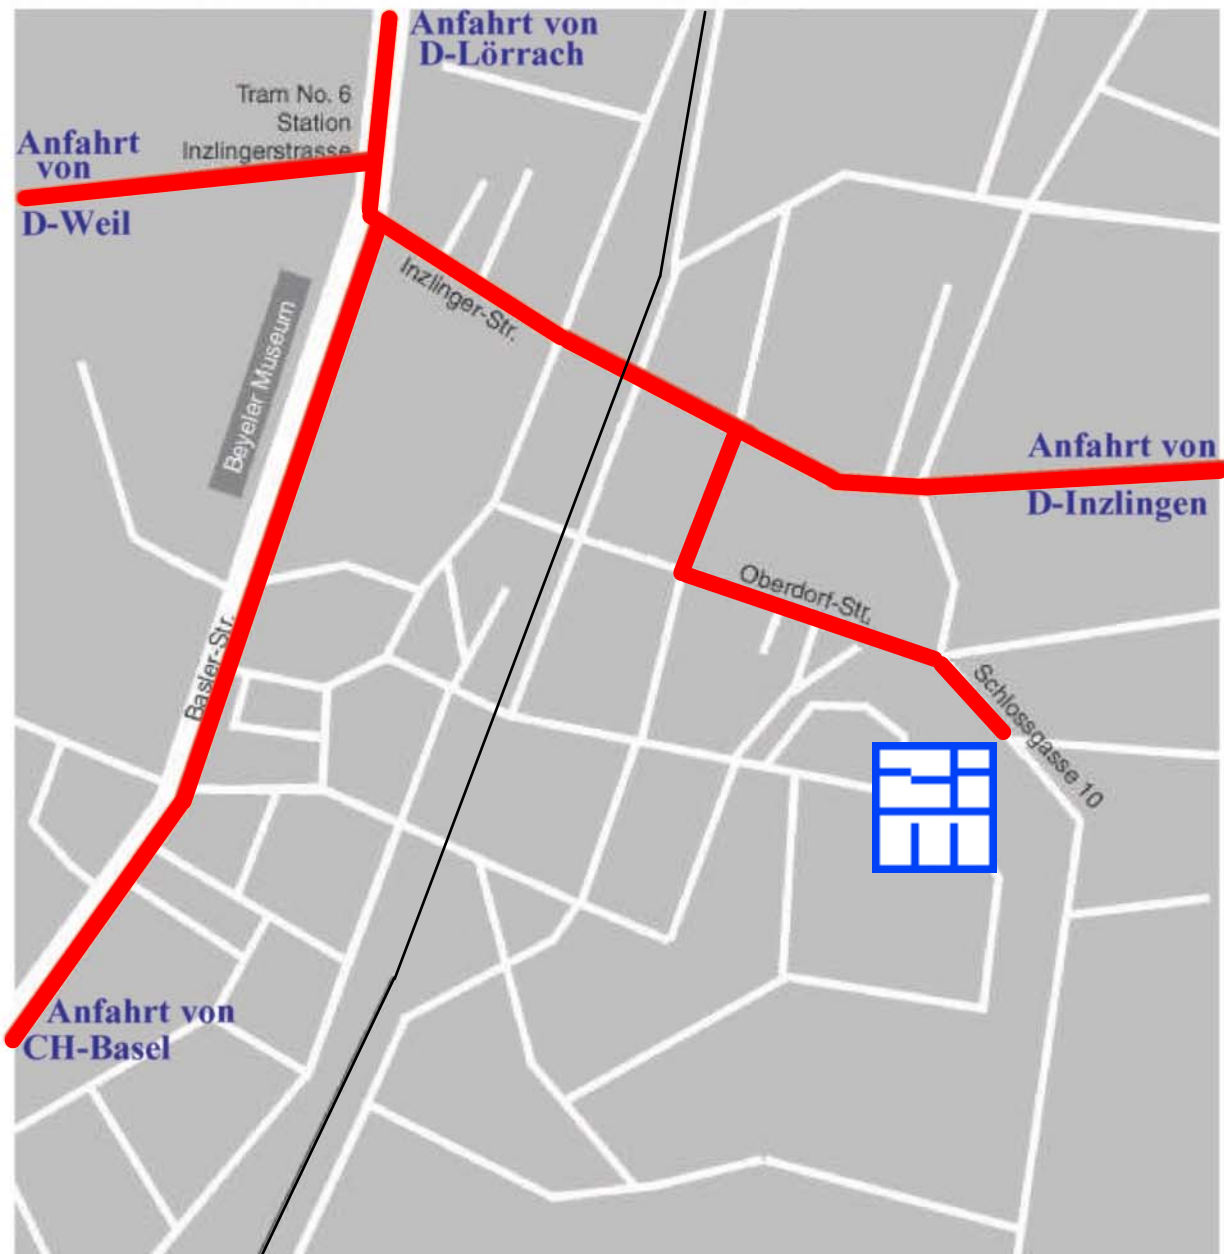 Anfahrt von
D-Lörrach
Tram No. 6
Station
Inzlingerstrasse
Anfahrt
von
D-Weil
Inzlinger-Str.
Beyeler Museum
Anfahrt von
D-Inzlingen
Oberdorf-Str.
Basler-Str.
Schlossgasse 10
Anfahrt von
CH-Basel